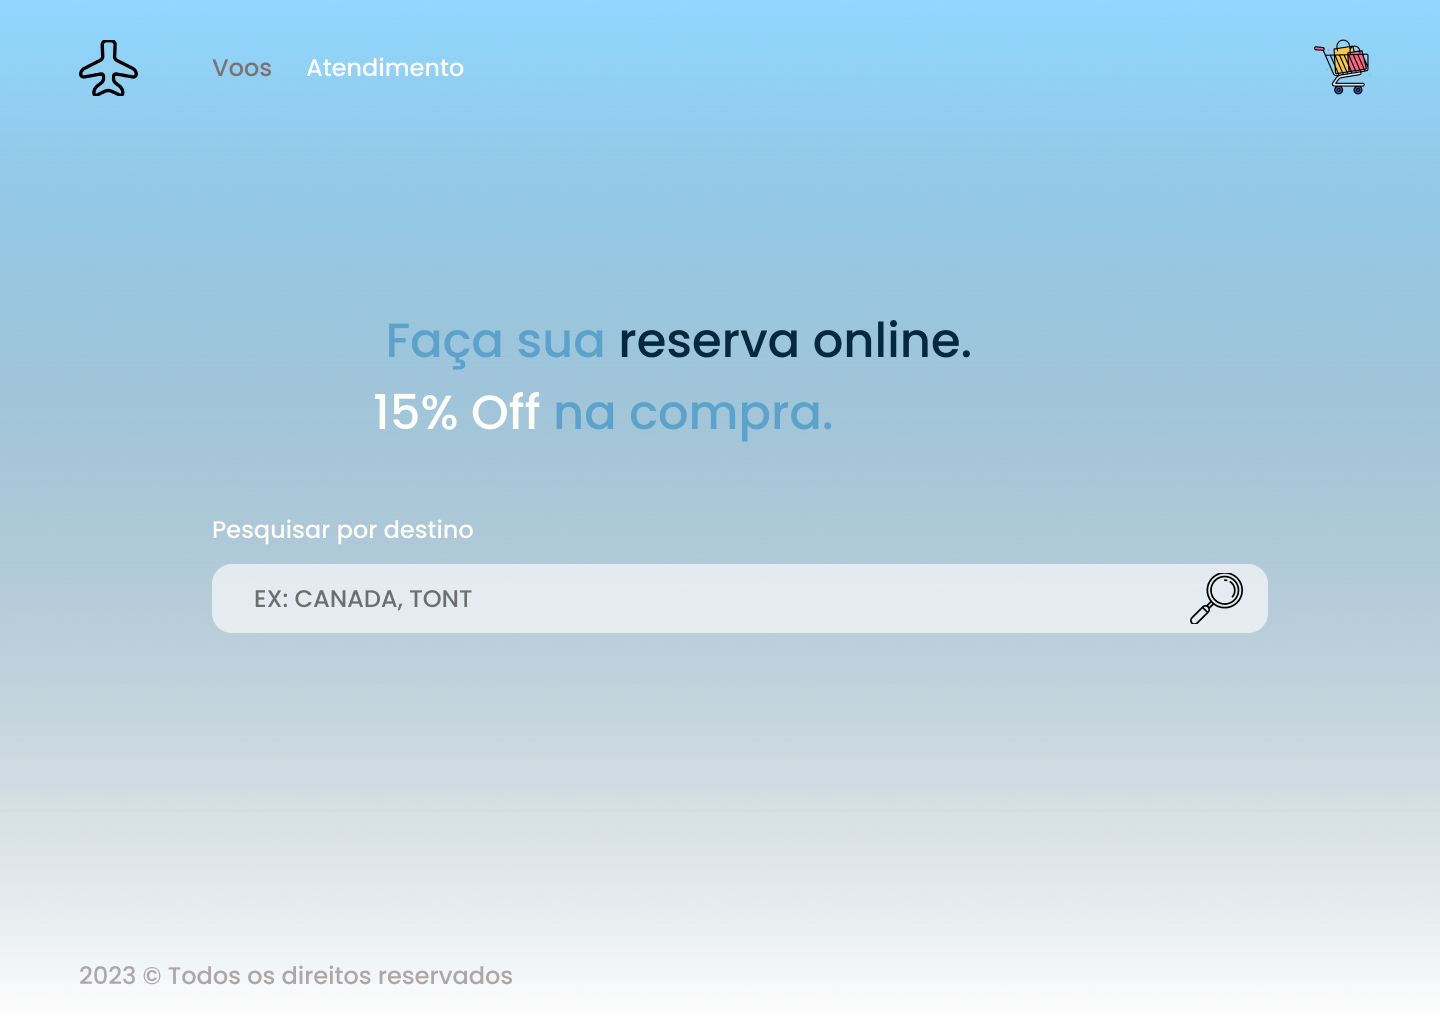 Voos Atendimento
Faça sua reserva online.
15% Off na compra.
Pesquisar por destino
EX: CANADA, TONT
2023 © Todos os direitos reservados